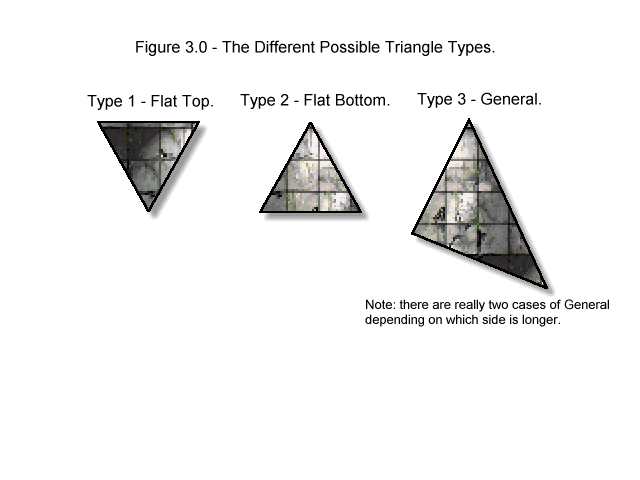 Figure 3.0 - The Different Possible Triangle Types.
Type 1 - Flat Top. Type 2 - Flat Bottom. Type 3 - General.
Note: there are really two cases of General
depending on which side is longer.